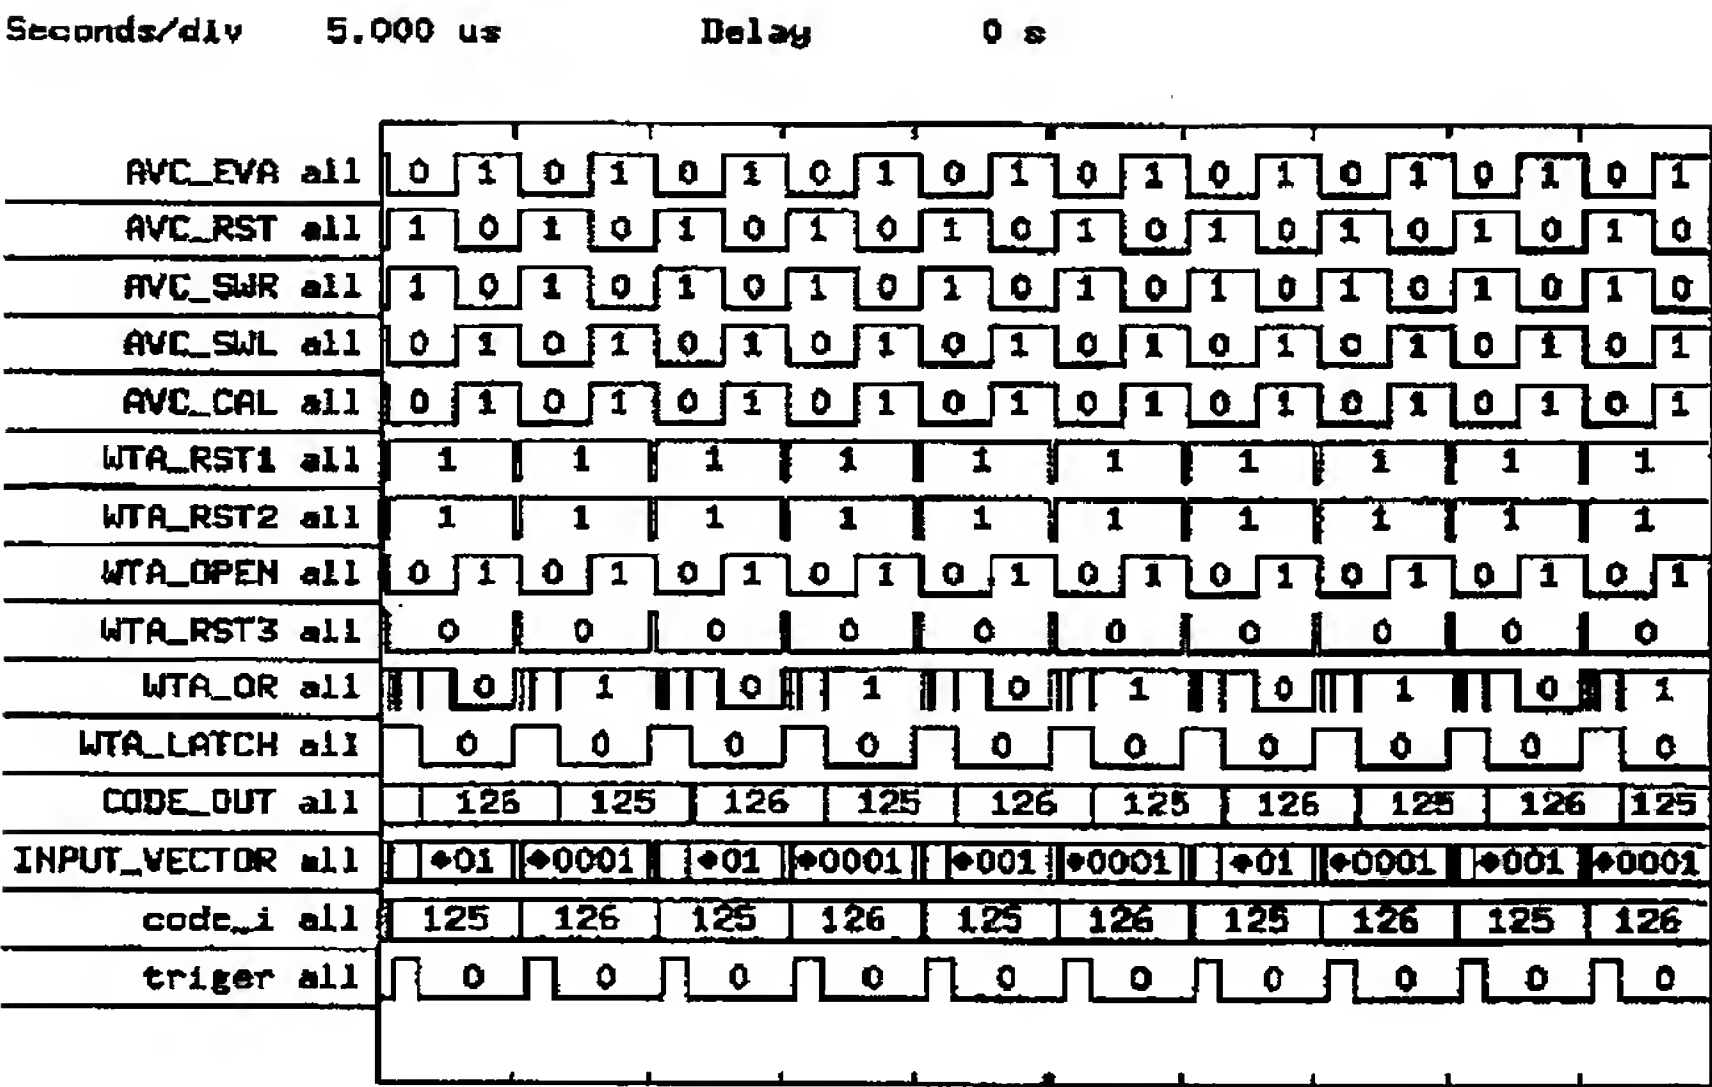 Seconds/div 5.000 us Delay 0 s
AVC_EVA all 0 1 0 1 0 1 0 1 0 1 0 1 0 1 0 1 0 1 0 1
AVC_RST all 1 0 1 0 1 0 1 0 1 0 1 0 1 0 1 0 1 0 1 0
AVC_SWR all 1 0 1 0 1 0 1 0 1 0 1 0 1 0 1 0 1 0 1 0
AVC_SWL all 0 1 0 1 0 1 0 1 0 1 0 1 0 1 0 1 0 1 0 1
AVC_CAL all 0 1 0 1 0 1 0 1 0 1 0 1 0 1 0 1 0 1 0 1
WTA_RST1 all 1 1 1 1 1 1 1 1 1 1
WTA_RST2 all 1 1 1 1 1 1 1 1 1 1
WTA_OPEN all 0 1 0 1 0 1 0 1 0 1 0 1 0 1 0 1 0 1 0 1
WTA_RST3 all 0 0 0 0 0 0 0 0 0 0
WTA_OR all 0 1 0 1 0 1 0 1 0 1
WTA_LATCH all 0 0 0 0 0 0 0 0 0 0
CODE_OUT all 126 125 126 125 126 125 126 125 126 125
INPUT_VECTOR all ◆01 ◆0001 ◆01 ◆0001 ◆001 ◆0001 ◆01 ◆0001 ◆001 ◆0001
code_i all 125 126 125 126 125 126 125 126 125 126
triger all 0 0 0 0 0 0 0 0 0 0